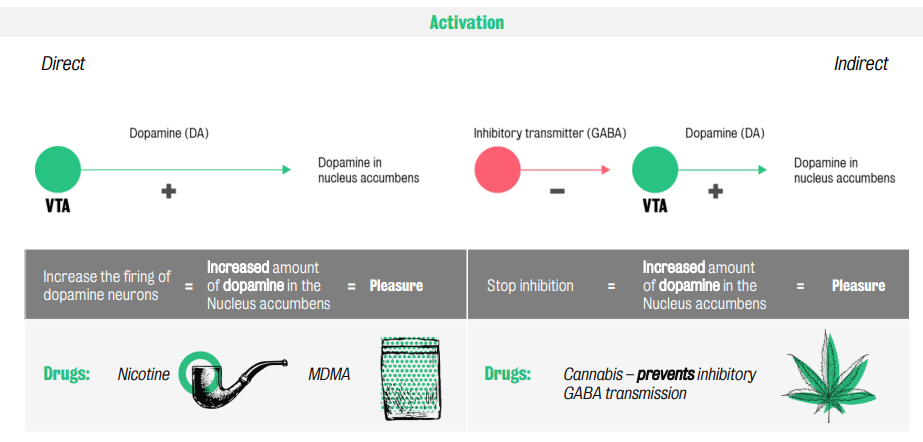 Activation
Direct
Indirect
Dopamine (DA)
Dopamine in
nucleus accumbens
+
VTA
Inhibitory transmitter (GABA)
Dopamine (DA)
Dopamine in
nucleus accumbens
–
+
VTA
Increase the firing of
dopamine neurons
=
Increased amount
of dopamine in the
Nucleus accumbens
=
Pleasure
Stop inhibition
=
Increased amount
of dopamine in the
Nucleus accumbens
=
Pleasure
Drugs:
Nicotine
MDMA
Drugs:
Cannabis – prevents inhibitory
GABA transmission